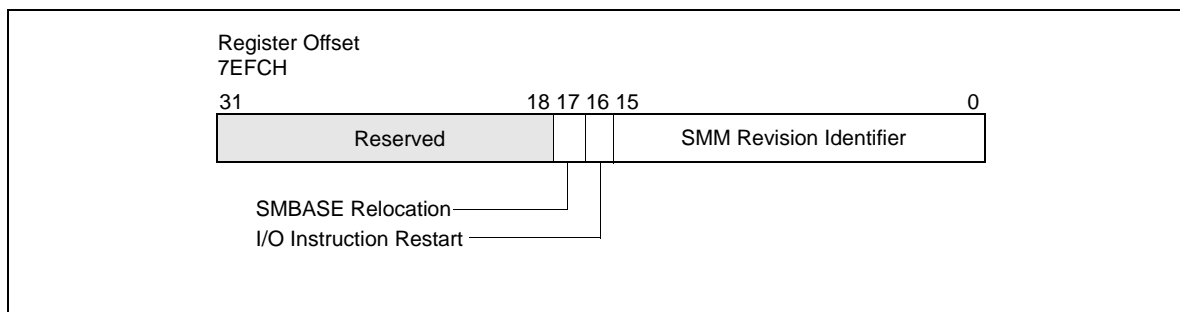 Register Offset
7EFCH
31 18 17 16 15 0
Reserved SMM Revision Identifier
SMBASE Relocation
I/O Instruction Restart